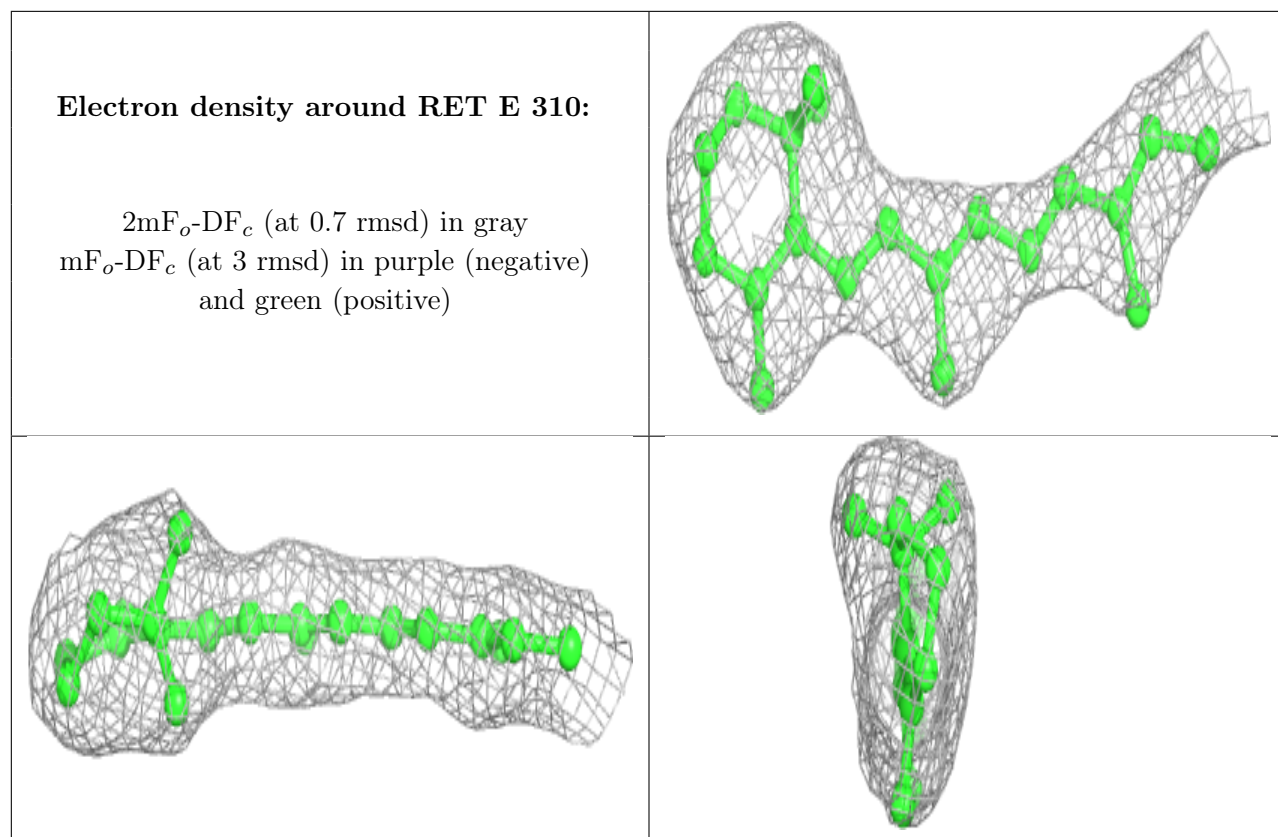 Electron density around RET E 310:
2mFo-DFc (at 0.7 rmsd) in gray
mFo-DFc (at 3 rmsd) in purple (negative)
and green (positive)